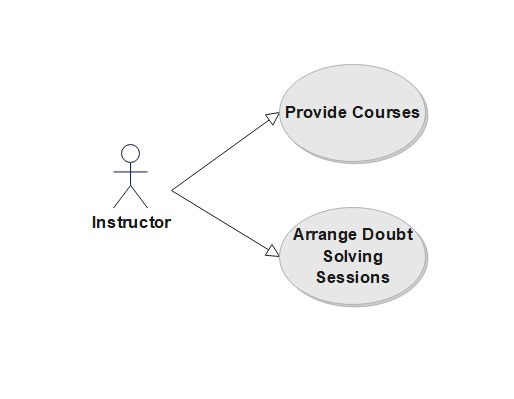 Provide Courses
Instructor
Arrange Doubt
Solving
Sessions